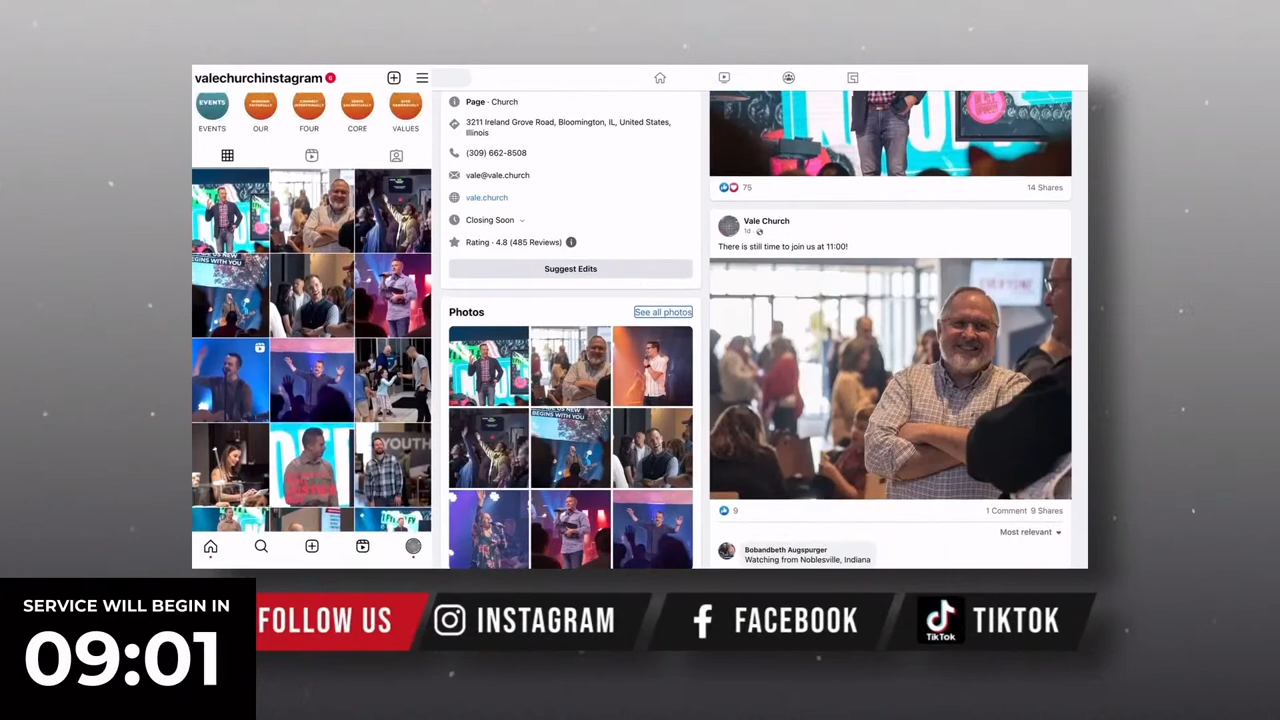 valechurchinstagram 6
EVENTS
EVENTS
OUR
FOUR
CORE
VALUES
Page · Church
3211 Ireland Grove Road, Bloomington, IL, United States,
Illinois
(309) 662-8508
vale@vale.church
vale.church
Closing Soon
Rating · 4.8 (485 Reviews)
Suggest Edits
Photos
See all photos
75
14 Shares
Vale Church
1d ·
There is still time to join us at 11:00!
9
1 Comment 9 Shares
Most relevant
Bobandbeth Augspurger
Watching from Noblesville, Indiana
YOUTH
SERVICE WILL BEGIN IN
09:01
FOLLOW US
INSTAGRAM
FACEBOOK
TikTok
TIKTOK